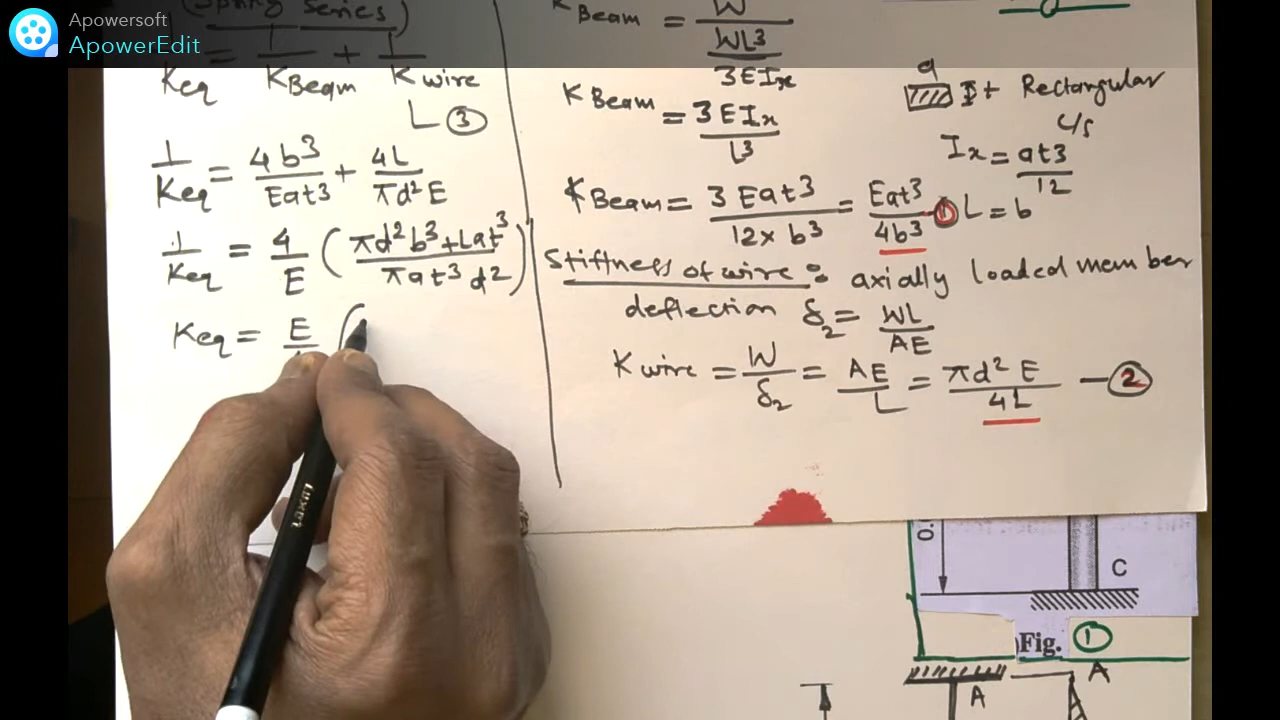 Apowersoft
ApowerEdit
(Spring series)
1/Keq = 1/KBeam + 1/Kwire
L ③
1/Keq = 4b³/Eat³ + 4L/πd²E
1/Keq = 4/E (πd²b³+Lat³/πat³d²)
Keq = E/ (
KBeam = W/WL³/3EIx
KBeam = 3EIx/L³
KBeam = 3Eat³/12xb³ = Eat³/4b³ ① L=b
a
t Rectangular
C/s
Ix = at3/12
Stiffness of wire : axially loaded member
deflection δ2 = WL/AE
Kwire = W/δ2 = AE/L = πd²E/4L — ②
0.
C
Fig. ①
A
A